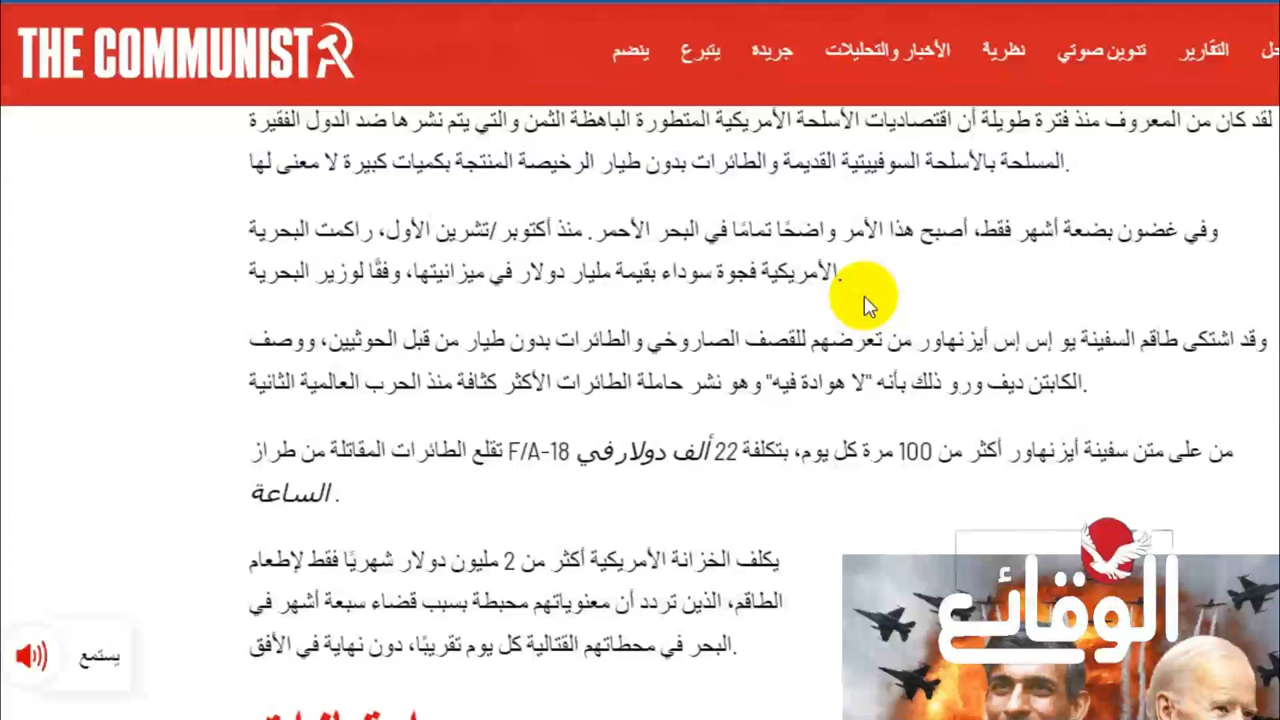 THE COMMUNIST
التقارير تدوين صوتي نظرية الأخبار والتحليلات جريدة يتبرع ينضم
لقد كان من المعروف منذ فترة طويلة أن اقتصاديات الأسلحة الأمريكية المتطورة الباهظة الثمن والتي يتم نشرها ضد الدول الفقيرة
المسلحة بالأسلحة السوفييتية القديمة والطائرات بدون طيار الرخيصة المنتجة بكميات كبيرة لا معنى لها.
وفي غضون بضعة أشهر فقط، أصبح هذا الأمر واضحًا تمامًا في البحر الأحمر. منذ أكتوبر/تشرين الأول، راكمت البحرية
الأمريكية فجوة سوداء بقيمة مليار دولار في ميزانيتها، وفقًا لوزير البحرية.
وقد اشتكى طاقم السفينة يو إس إس أيزنهاور من تعرضهم للقصف الصاروخي والطائرات بدون طيار من قبل الحوثيين، ووصف
الكابتن ديف ورو ذلك بأنه "لا هوادة فيه" وهو نشر حاملة الطائرات الأكثر كثافة منذ الحرب العالمية الثانية.
من على متن سفينة أيزنهاور أكثر من 100 مرة كل يوم، بتكلفة 22 ألف دولار في F/A-18 تقلع الطائرات المقاتلة من طراز
الساعة .
يكلف الخزانة الأمريكية أكثر من 2 مليون دولار شهريًا فقط لإطعام
الطاقم، الذين تردد أن معنوياتهم محبطة بسبب قضاء سبعة أشهر في
البحر في محطاتهم القتالية كل يوم تقريبًا، دون نهاية في الأفق.
يستمع
الوقائع